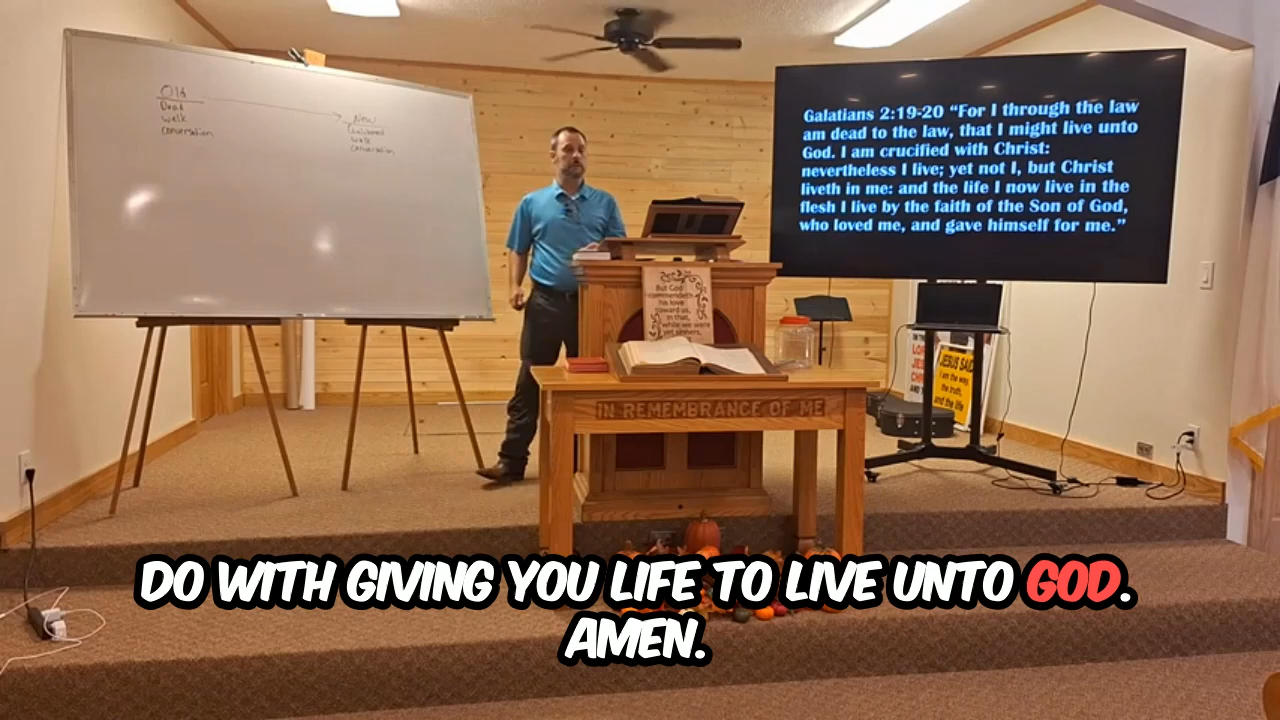 Old
Dead
walk
conversation
New
walk
conversation
Galatians 2:19-20 “For I through the law
am dead to the law, that I might live unto
God. I am crucified with Christ:
nevertheless I live; yet not I, but Christ
liveth in me: and the life I now live in the
flesh I live by the faith of the Son of God,
who loved me, and gave himself for me.”
But God
commendeth
his love
toward us,
in that,
while we were
yet sinners,
JESUS SAID
I am the way,
the truth,
and the life
IN REMEMBRANCE OF ME
DO WITH GIVING YOU LIFE TO LIVE UNTO GOD.
AMEN.